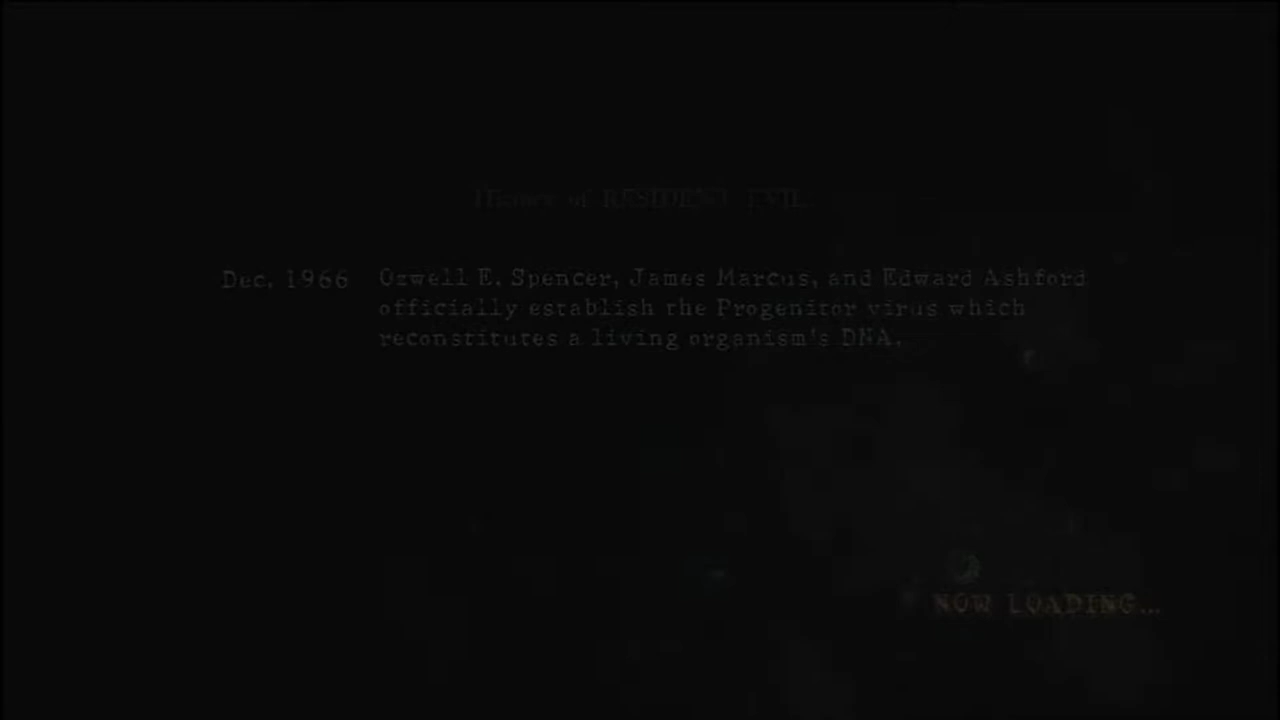 History of RESIDENT EVIL
Dec. 1966 Ozwell E. Spencer, James Marcus, and Edward Ashford
officially establish the Progenitor virus which
reconstitutes a living organism's DNA.
NOW LOADING...